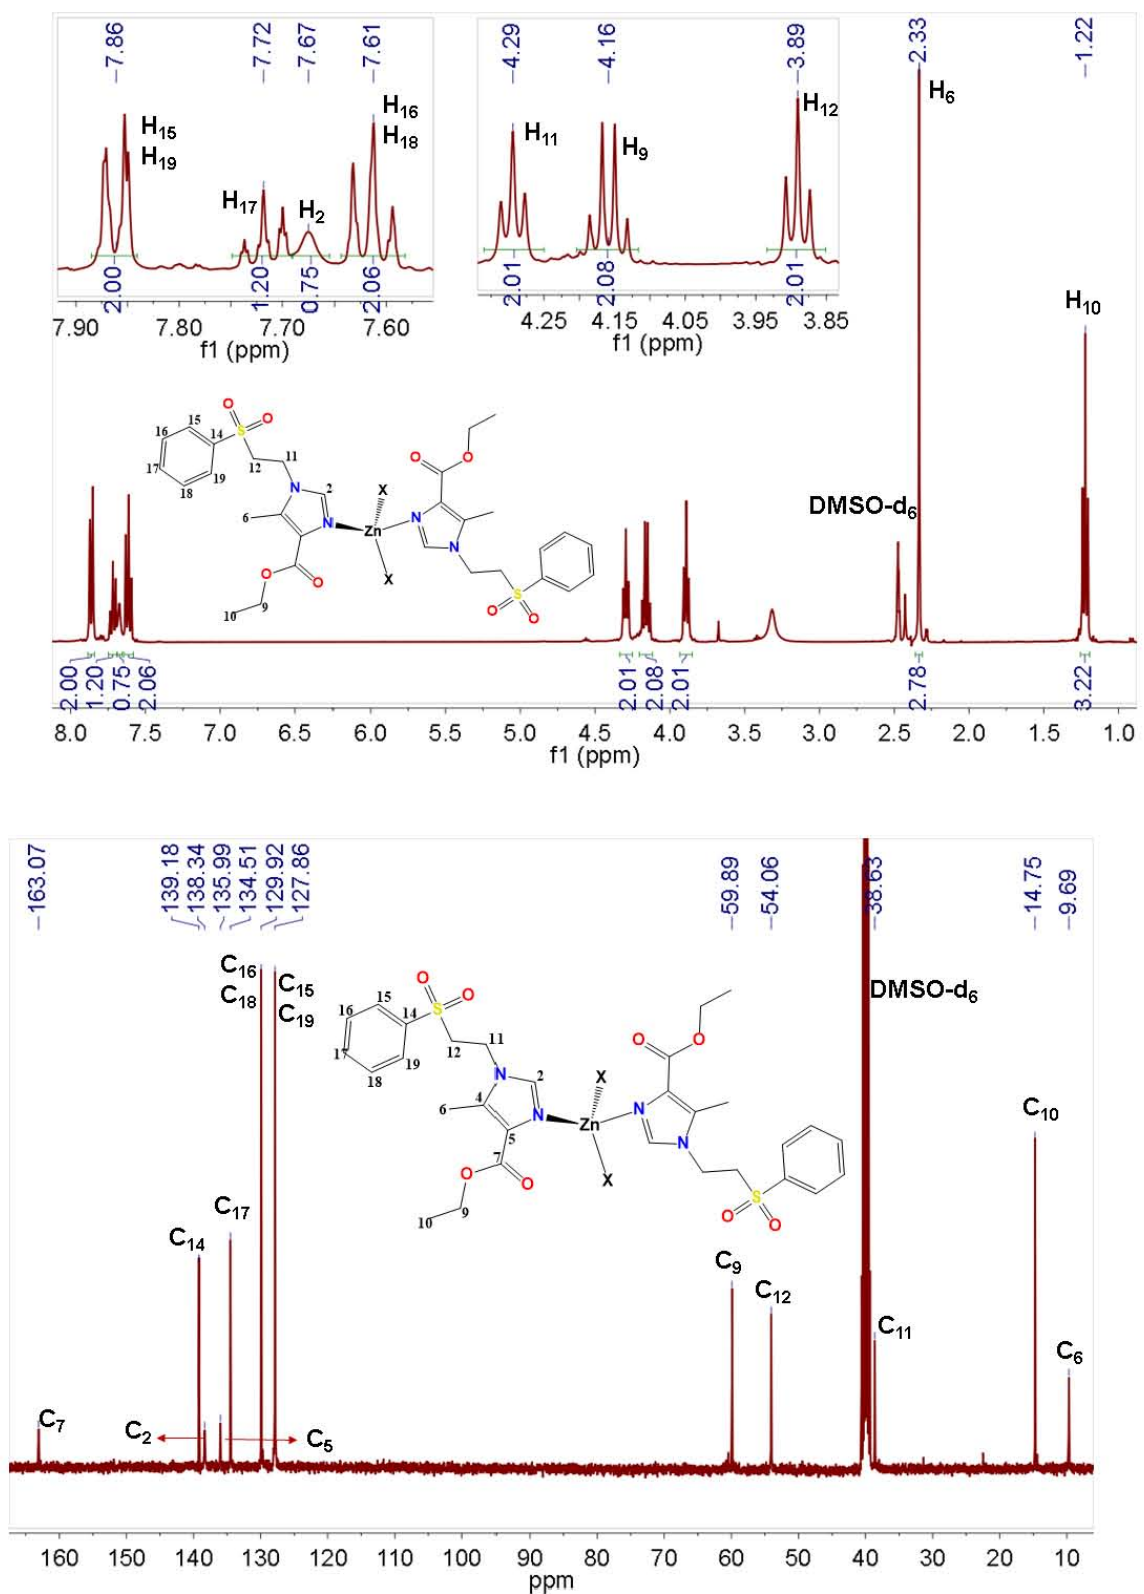 –7.86 –7.72 –7.67 –7.61
H15
H19
H17
H2
H16
H18
2.00 1.20 0.75 2.06
7.90 7.80 7.70 7.60
f1 (ppm)
–4.29 –4.16 –3.89
H11
H9
H12
2.01 2.08 2.01
4.25 4.15 4.05 3.95 3.85
f1 (ppm)
–2.33
–1.22
H6
H10
DMSO-d6
O O S N N O O Zn X X N N O O S O O
15 16 14 17 18 19 12 11 2 6 10 9
2.00 1.20 0.75 2.06 2.01 2.08 2.01 2.78 3.22
8.0 7.5 7.0 6.5 6.0 5.5 5.0 4.5 4.0 3.5 3.0 2.5 2.0 1.5 1.0
f1 (ppm)
–163.07 139.18 138.34 135.99 134.51 129.92 127.86 –59.89 –54.06 –38.63 –14.75 –9.69
C16
C18
C15
C19
DMSO-d6
O O S N N O O Zn X X N N O O S O O
15 16 14 17 18 19 12 11 2 4 6 5 7 10 9
C10
C17
C14
C9
C12
C11
C6
C7
C2
C5
160 150 140 130 120 110 100 90 80 70 60 50 40 30 20 10
ppm